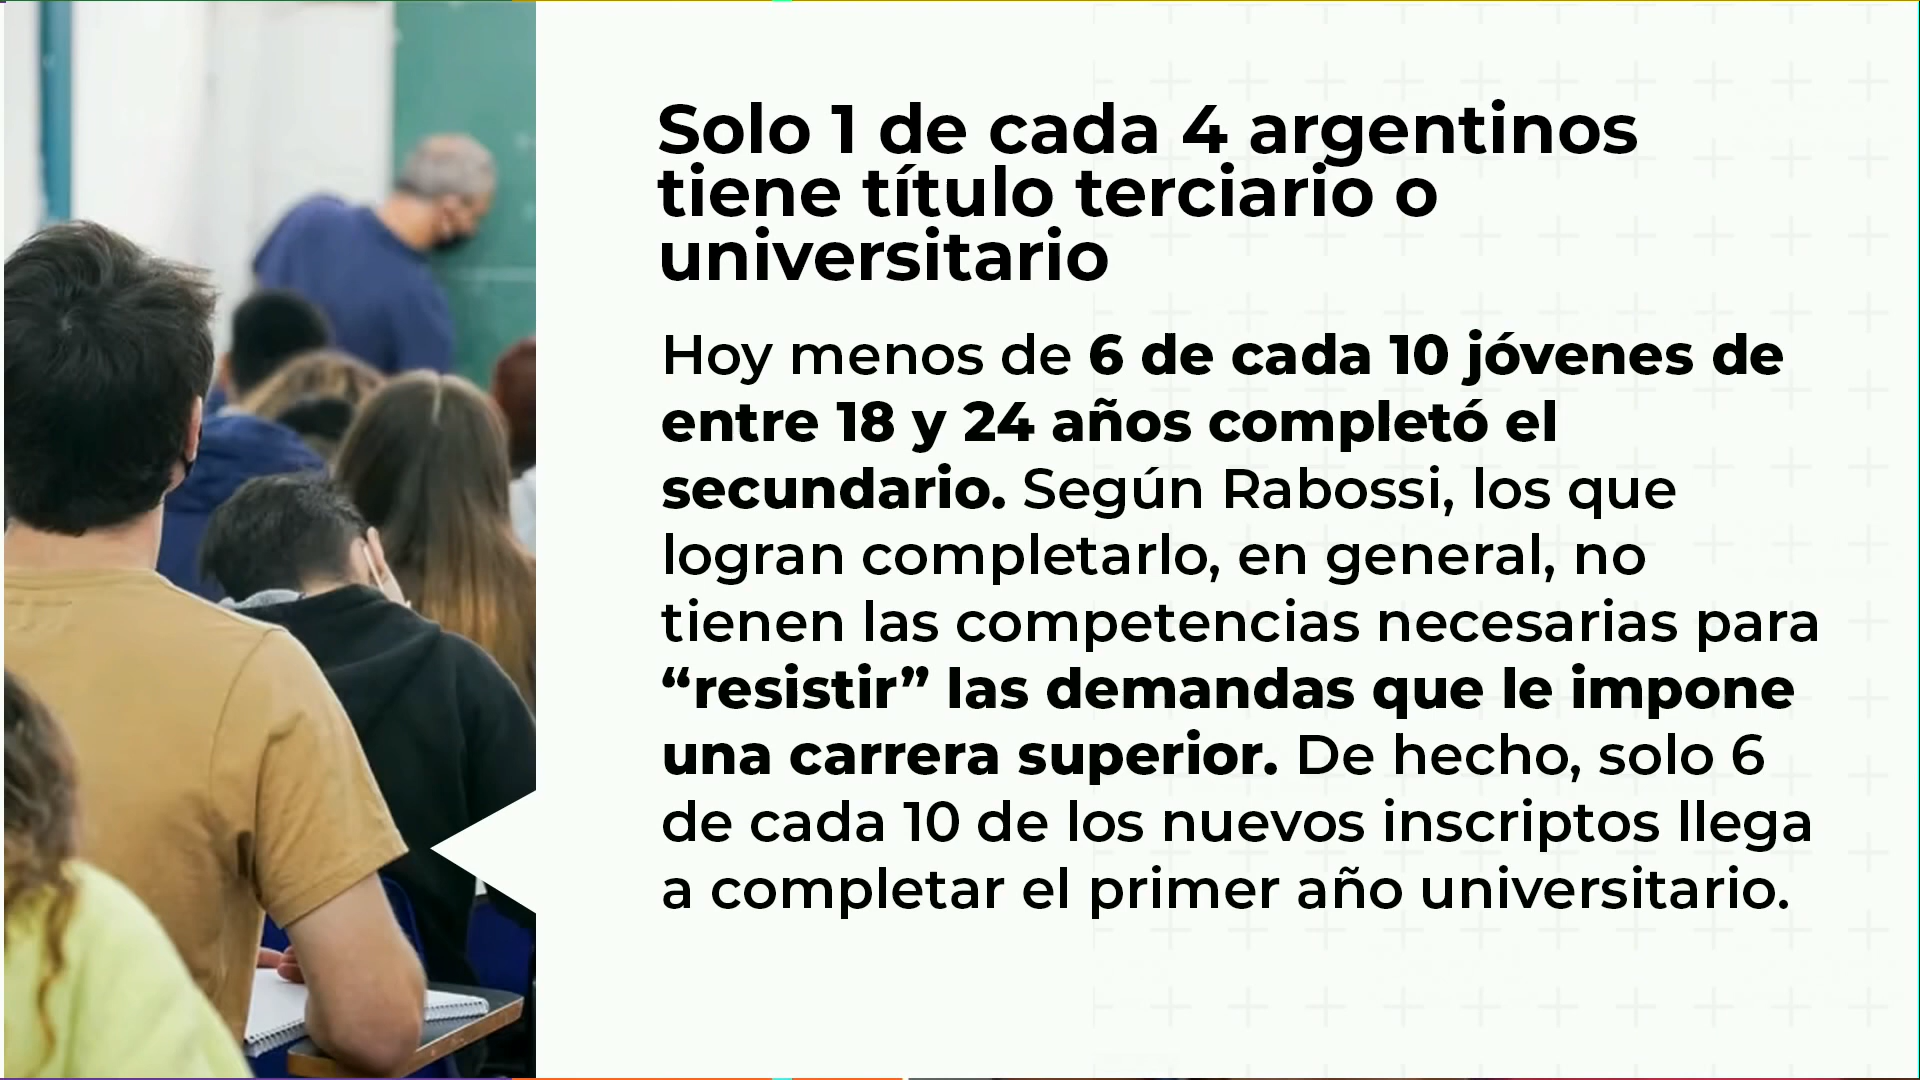 Solo 1 de cada 4 argentinos
tiene título terciario o
universitario
Hoy menos de 6 de cada 10 jóvenes de
entre 18 y 24 años completó el
secundario. Según Rabossi, los que
logran completarlo, en general, no
tienen las competencias necesarias para
“resistir” las demandas que le impone
una carrera superior. De hecho, solo 6
de cada 10 de los nuevos inscriptos llega
a completar el primer año universitario.